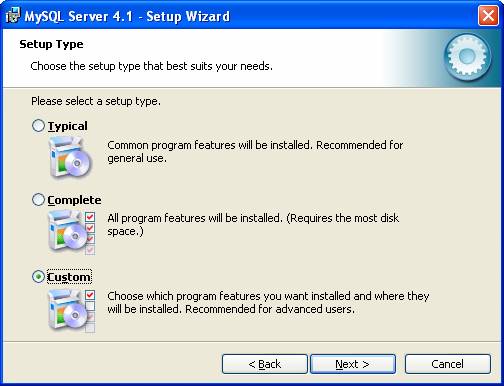 MySQL Server 4.1 - Setup Wizard
Setup Type
Choose the setup type that best suits your needs.
Please select a setup type.
Typical
Common program features will be installed. Recommended for
general use.
Complete
All program features will be installed. (Requires the most disk
space.)
Custom
Choose which program features you want installed and where they
will be installed. Recommended for advanced users.
< Back
Next >
Cancel